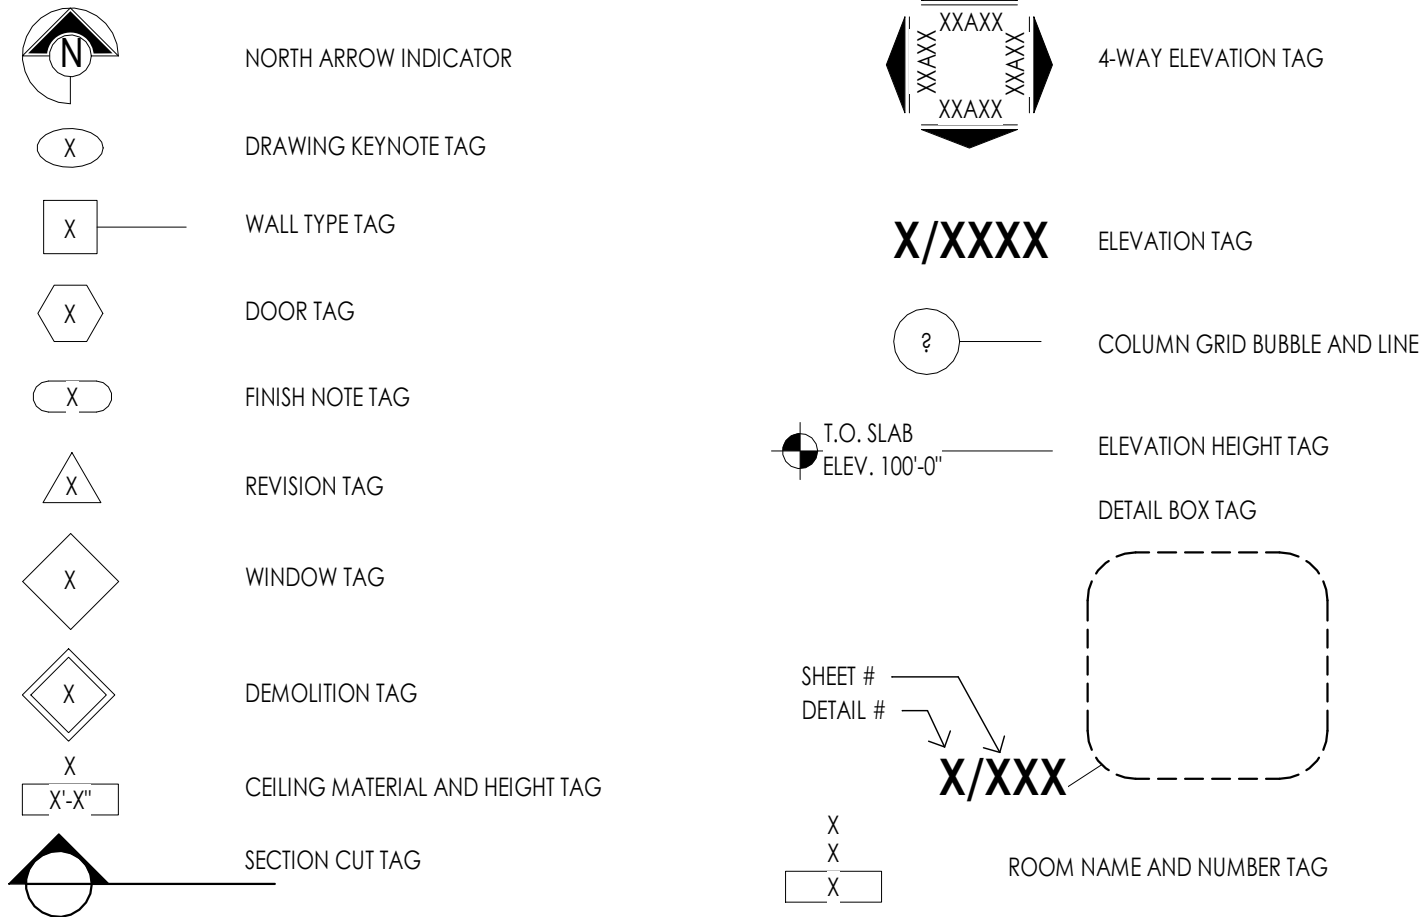 N
NORTH ARROW INDICATOR
X
DRAWING KEYNOTE TAG
X
WALL TYPE TAG
X
DOOR TAG
X
FINISH NOTE TAG
X
REVISION TAG
X
WINDOW TAG
X
DEMOLITION TAG
X
X'-X"
CEILING MATERIAL AND HEIGHT TAG
SECTION CUT TAG
XXAXX
XXAXX
XXAXX
XXAXX
4-WAY ELEVATION TAG
X/XXXX
ELEVATION TAG
?
COLUMN GRID BUBBLE AND LINE
T.O. SLAB
ELEV. 100'-0"
ELEVATION HEIGHT TAG
DETAIL BOX TAG
SHEET #
DETAIL #
X/XXX
X
X
X
ROOM NAME AND NUMBER TAG